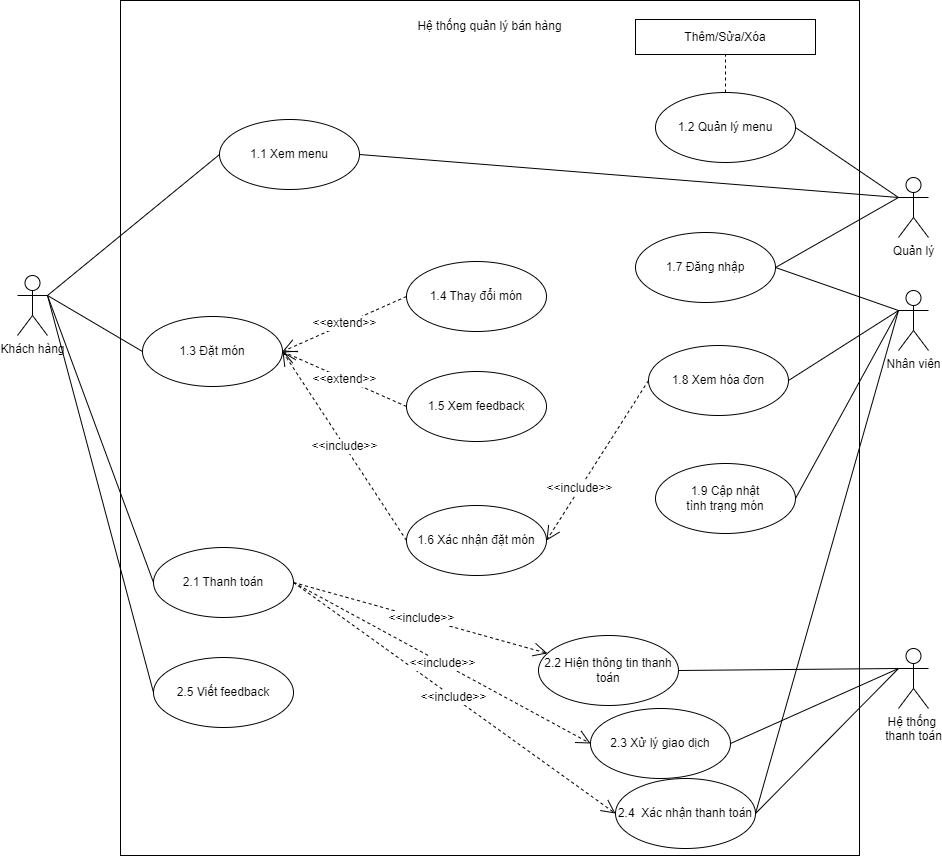 Hệ thống quản lý bán hàng
Thêm/Sửa/Xóa
1.2 Quản lý menu
1.1 Xem menu
Quản lý
1.7 Đăng nhập
1.4 Thay đổi món
<<extend>>
Khách hàng
1.3 Đặt món
Nhân viên
<<extend>>
1.8 Xem hóa đơn
1.5 Xem feedback
<<include>>
<<include>>
1.9 Cập nhật
tình trạng món
1.6 Xác nhận đặt món
2.1 Thanh toán
<<include>>
<<include>>
2.2 Hiện thông tin thanh
toán
2.5 Viết feedback
<<include>>
Hệ thống
thanh toán
2.3 Xử lý giao dịch
2.4 Xác nhận thanh toán